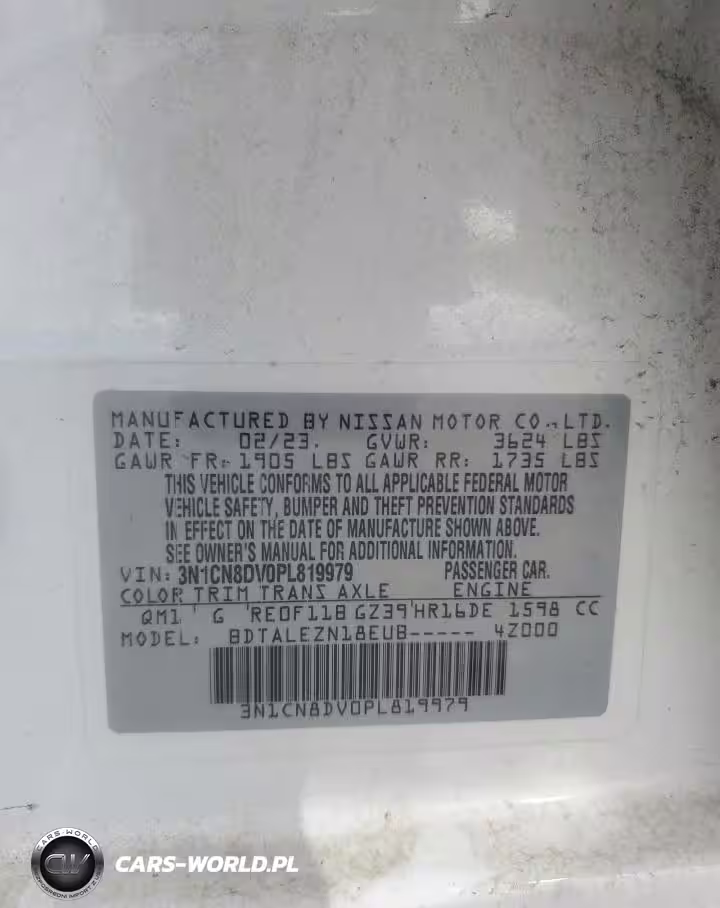 MANUFACTURED BY NISSAN MOTOR CO., LTD.
DATE: 02/23. GVWR: 3624 LBS
GAWR FR: 1905 LBS GAWR RR: 1735 LBS
THIS VEHICLE CONFORMS TO ALL APPLICABLE FEDERAL MOTOR
VEHICLE SAFETY, BUMPER AND THEFT PREVENTION STANDARDS
IN EFFECT ON THE DATE OF MANUFACTURE SHOWN ABOVE.
SEE OWNER'S MANUAL FOR ADDITIONAL INFORMATION.
VIN: 3N1CN8DV0PL819979 PASSENGER CAR.
COLOR TRIM TRANS AXLE ENGINE
QM1 G RE0F11B GZ39 HR16DE 1598 CC
MODEL: BDTALEZN18EUB----- 4Z000
3N1CN8DV0PL819979
CARS-WORLD
CW
CARS-WORLD.PL